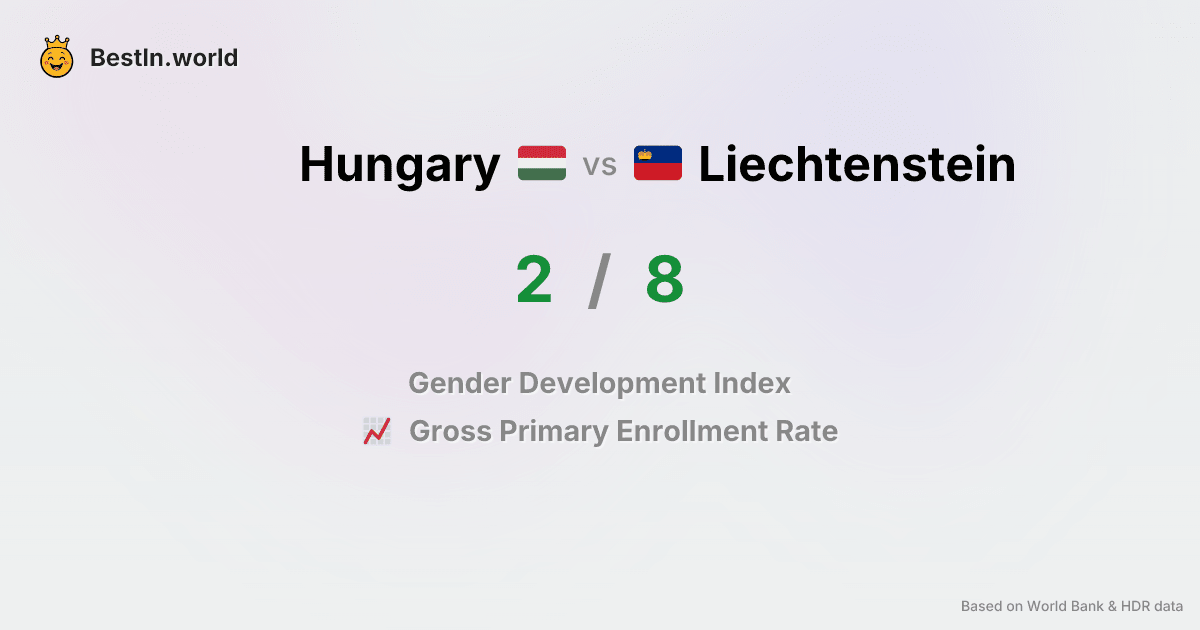 BestIn.world
Hungary vs Liechtenstein
2 / 8
Gender Development Index
Gross Primary Enrollment Rate
Based on World Bank & HDR data